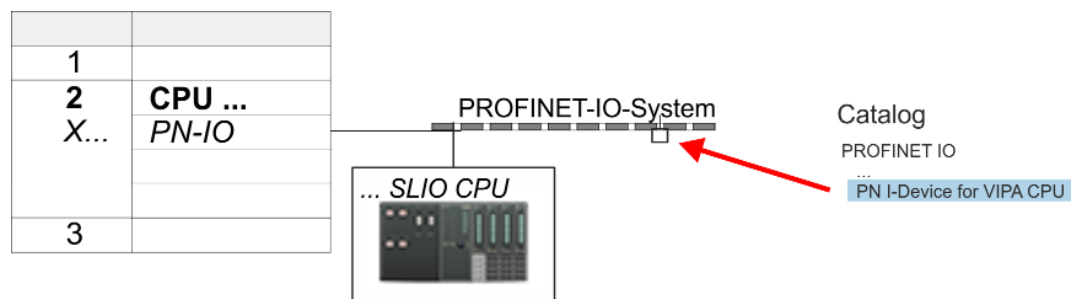 1
2 CPU ...
X... PN-IO
3
PROFINET-IO-System
... SLIO CPU
Catalog
PROFINET IO
...
PN I-Device for VIPA CPU